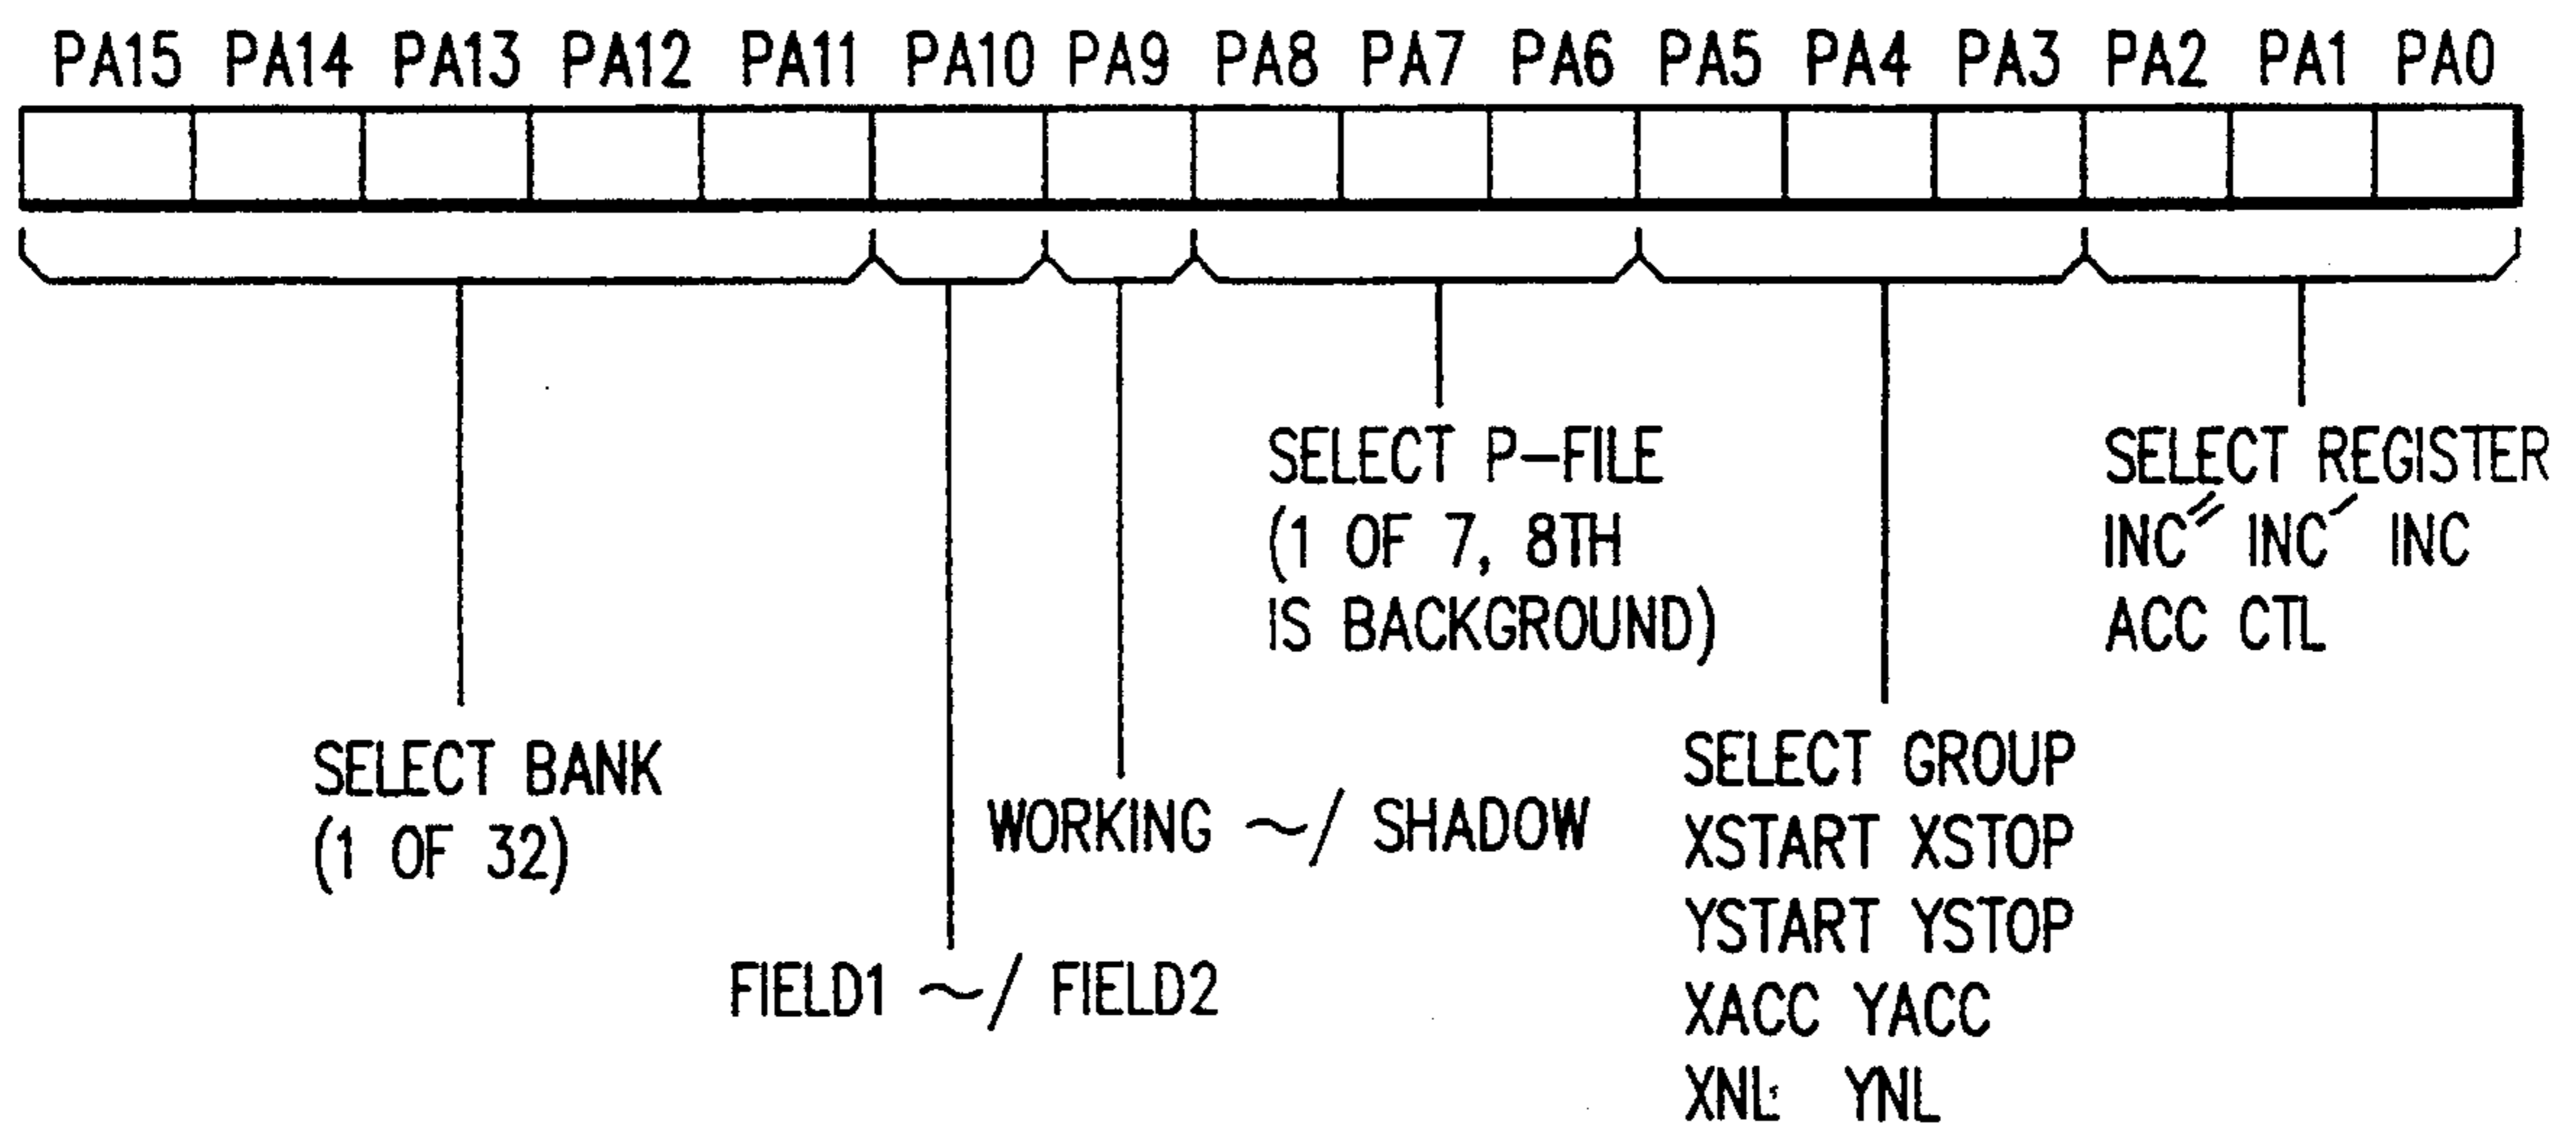 PA15 PA14 PA13 PA12 PA11 PA10 PA9 PA8 PA7 PA6 PA5 PA4 PA3 PA2 PA1 PA0
SELECT P-FILE
(1 OF 7, 8TH
IS BACKGROUND)
SELECT REGISTER
INC″ INC′ INC
ACC CTL
SELECT BANK
(1 OF 32)
WORKING ~/ SHADOW
FIELD1 ~/ FIELD2
SELECT GROUP
XSTART XSTOP
YSTART YSTOP
XACC YACC
XNL YNL